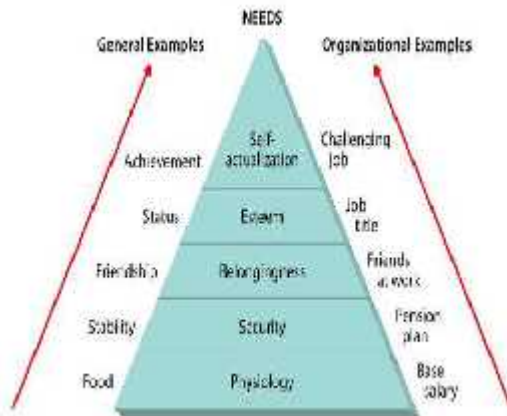 NEEDS
General Examples
Organizational Examples
Achievement
Self-
actualization
Challenging
job
Status
Esteem
Job
title
Friendship
Belongingness
Friends
at work
Stability
Security
Pension
plan
Food
Physiology
Base
salary